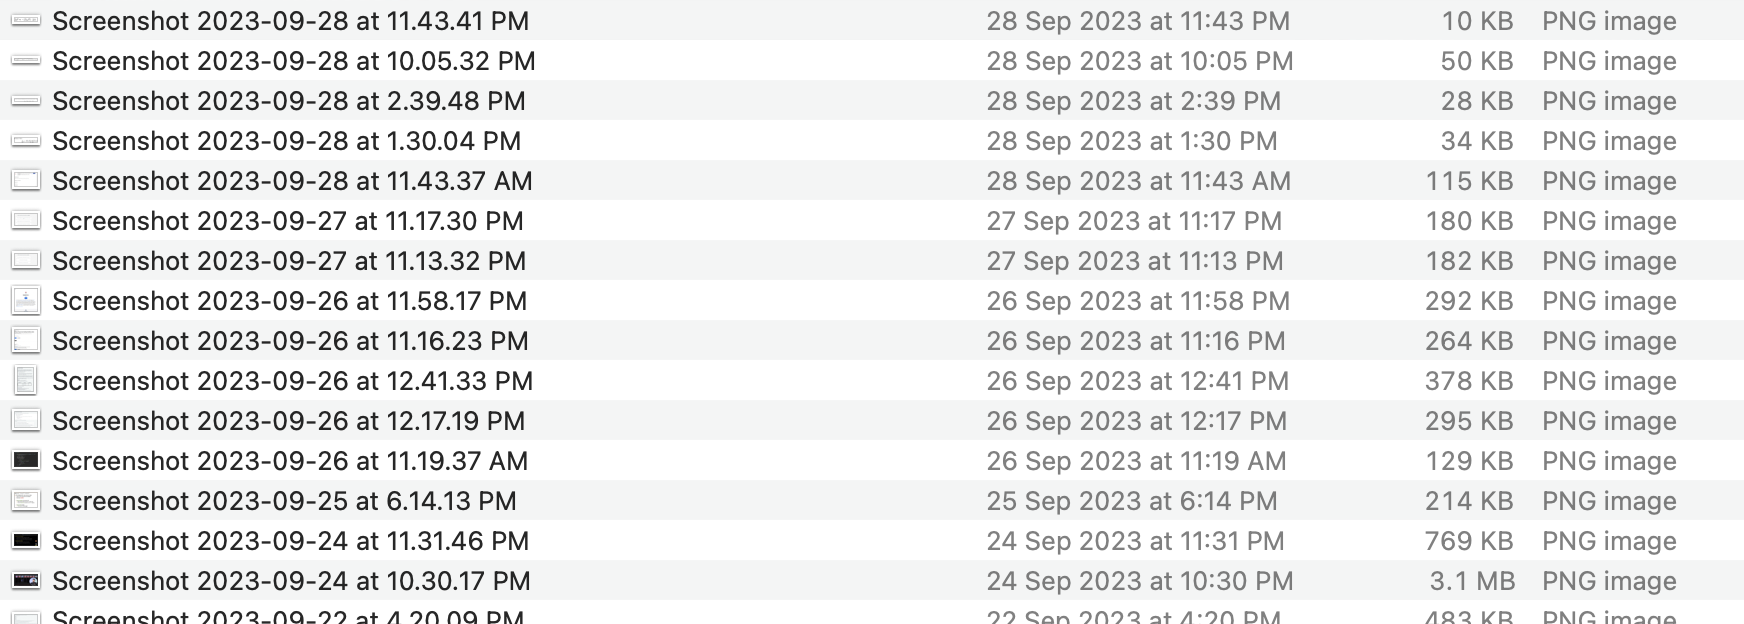 Screenshot 2023-09-28 at 11.43.41 PM 28 Sep 2023 at 11:43 PM 10 KB PNG image
Screenshot 2023-09-28 at 10.05.32 PM 28 Sep 2023 at 10:05 PM 50 KB PNG image
Screenshot 2023-09-28 at 2.39.48 PM 28 Sep 2023 at 2:39 PM 28 KB PNG image
Screenshot 2023-09-28 at 1.30.04 PM 28 Sep 2023 at 1:30 PM 34 KB PNG image
Screenshot 2023-09-28 at 11.43.37 AM 28 Sep 2023 at 11:43 AM 115 KB PNG image
Screenshot 2023-09-27 at 11.17.30 PM 27 Sep 2023 at 11:17 PM 180 KB PNG image
Screenshot 2023-09-27 at 11.13.32 PM 27 Sep 2023 at 11:13 PM 182 KB PNG image
Screenshot 2023-09-26 at 11.58.17 PM 26 Sep 2023 at 11:58 PM 292 KB PNG image
Screenshot 2023-09-26 at 11.16.23 PM 26 Sep 2023 at 11:16 PM 264 KB PNG image
Screenshot 2023-09-26 at 12.41.33 PM 26 Sep 2023 at 12:41 PM 378 KB PNG image
Screenshot 2023-09-26 at 12.17.19 PM 26 Sep 2023 at 12:17 PM 295 KB PNG image
Screenshot 2023-09-26 at 11.19.37 AM 26 Sep 2023 at 11:19 AM 129 KB PNG image
Screenshot 2023-09-25 at 6.14.13 PM 25 Sep 2023 at 6:14 PM 214 KB PNG image
Screenshot 2023-09-24 at 11.31.46 PM 24 Sep 2023 at 11:31 PM 769 KB PNG image
Screenshot 2023-09-24 at 10.30.17 PM 24 Sep 2023 at 10:30 PM 3.1 MB PNG image
Screenshot 2023-09-22 at 4.20.09 PM 22 Sep 2023 at 4:20 PM 483 KB PNG image